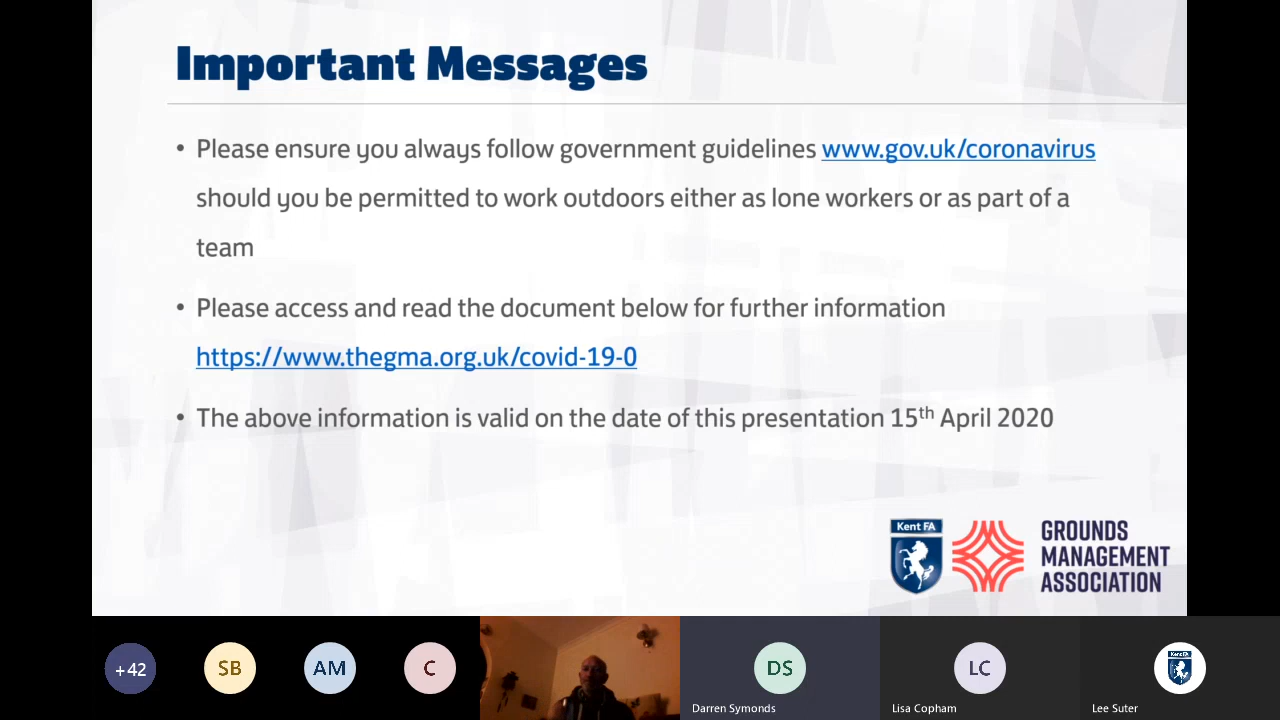 Important Messages
• Please ensure you always follow government guidelines www.gov.uk/coronavirus
should you be permitted to work outdoors either as lone workers or as part of a
team
• Please access and read the document below for further information
https://www.thegma.org.uk/covid-19-0
• The above information is valid on the date of this presentation 15th April 2020
Kent FA
GROUNDS
MANAGEMENT
ASSOCIATION
+42
SB
AM
C
DS
LC
Kent FA
Darren Symonds
Lisa Copham
Lee Suter